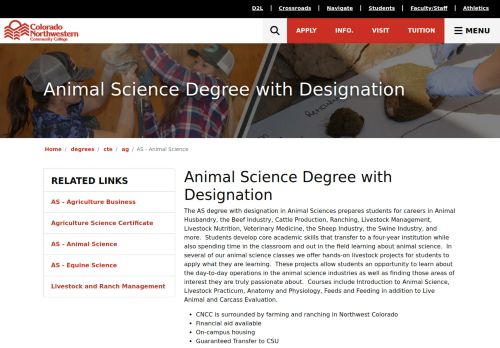 D2L | Crossroads | Navigate | Students | Faculty/Staff | Athletics
Colorado
Northwestern
Community College
APPLY INFO. VISIT TUITION MENU
Animal Science Degree with Designation
Home / degrees / cte / ag / AS - Animal Science
RELATED LINKS
AS - Agriculture Business
Agriculture Science Certificate
AS - Animal Science
AS - Equine Science
Livestock and Ranch Management
Animal Science Degree with
Designation
The AS degree with designation in Animal Sciences prepares students for careers in Animal
Husbandry, the Beef Industry, Cattle Production, Ranching, Livestock Management,
Livestock Nutrition, Veterinary Medicine, the Sheep Industry, the Swine Industry, and
more. Students develop core academic skills that transfer to a four-year institution while
also spending time in the classroom and out in the field learning about animal science. In
several of our animal science classes we offer hands-on livestock projects for students to
apply what they are learning. These projects allow students an opportunity to learn about
the day-to-day operations in the animal science industries as well as finding those areas of
interest they are truly passionate about. Courses include Introduction to Animal Science,
Livestock Practicum, Anatomy and Physiology, Feeds and Feeding in addition to Live
Animal and Carcass Evaluation.
• CNCC is surrounded by farming and ranching in Northwest Colorado
• Financial aid available
• On-campus housing
• Guaranteed Transfer to CSU